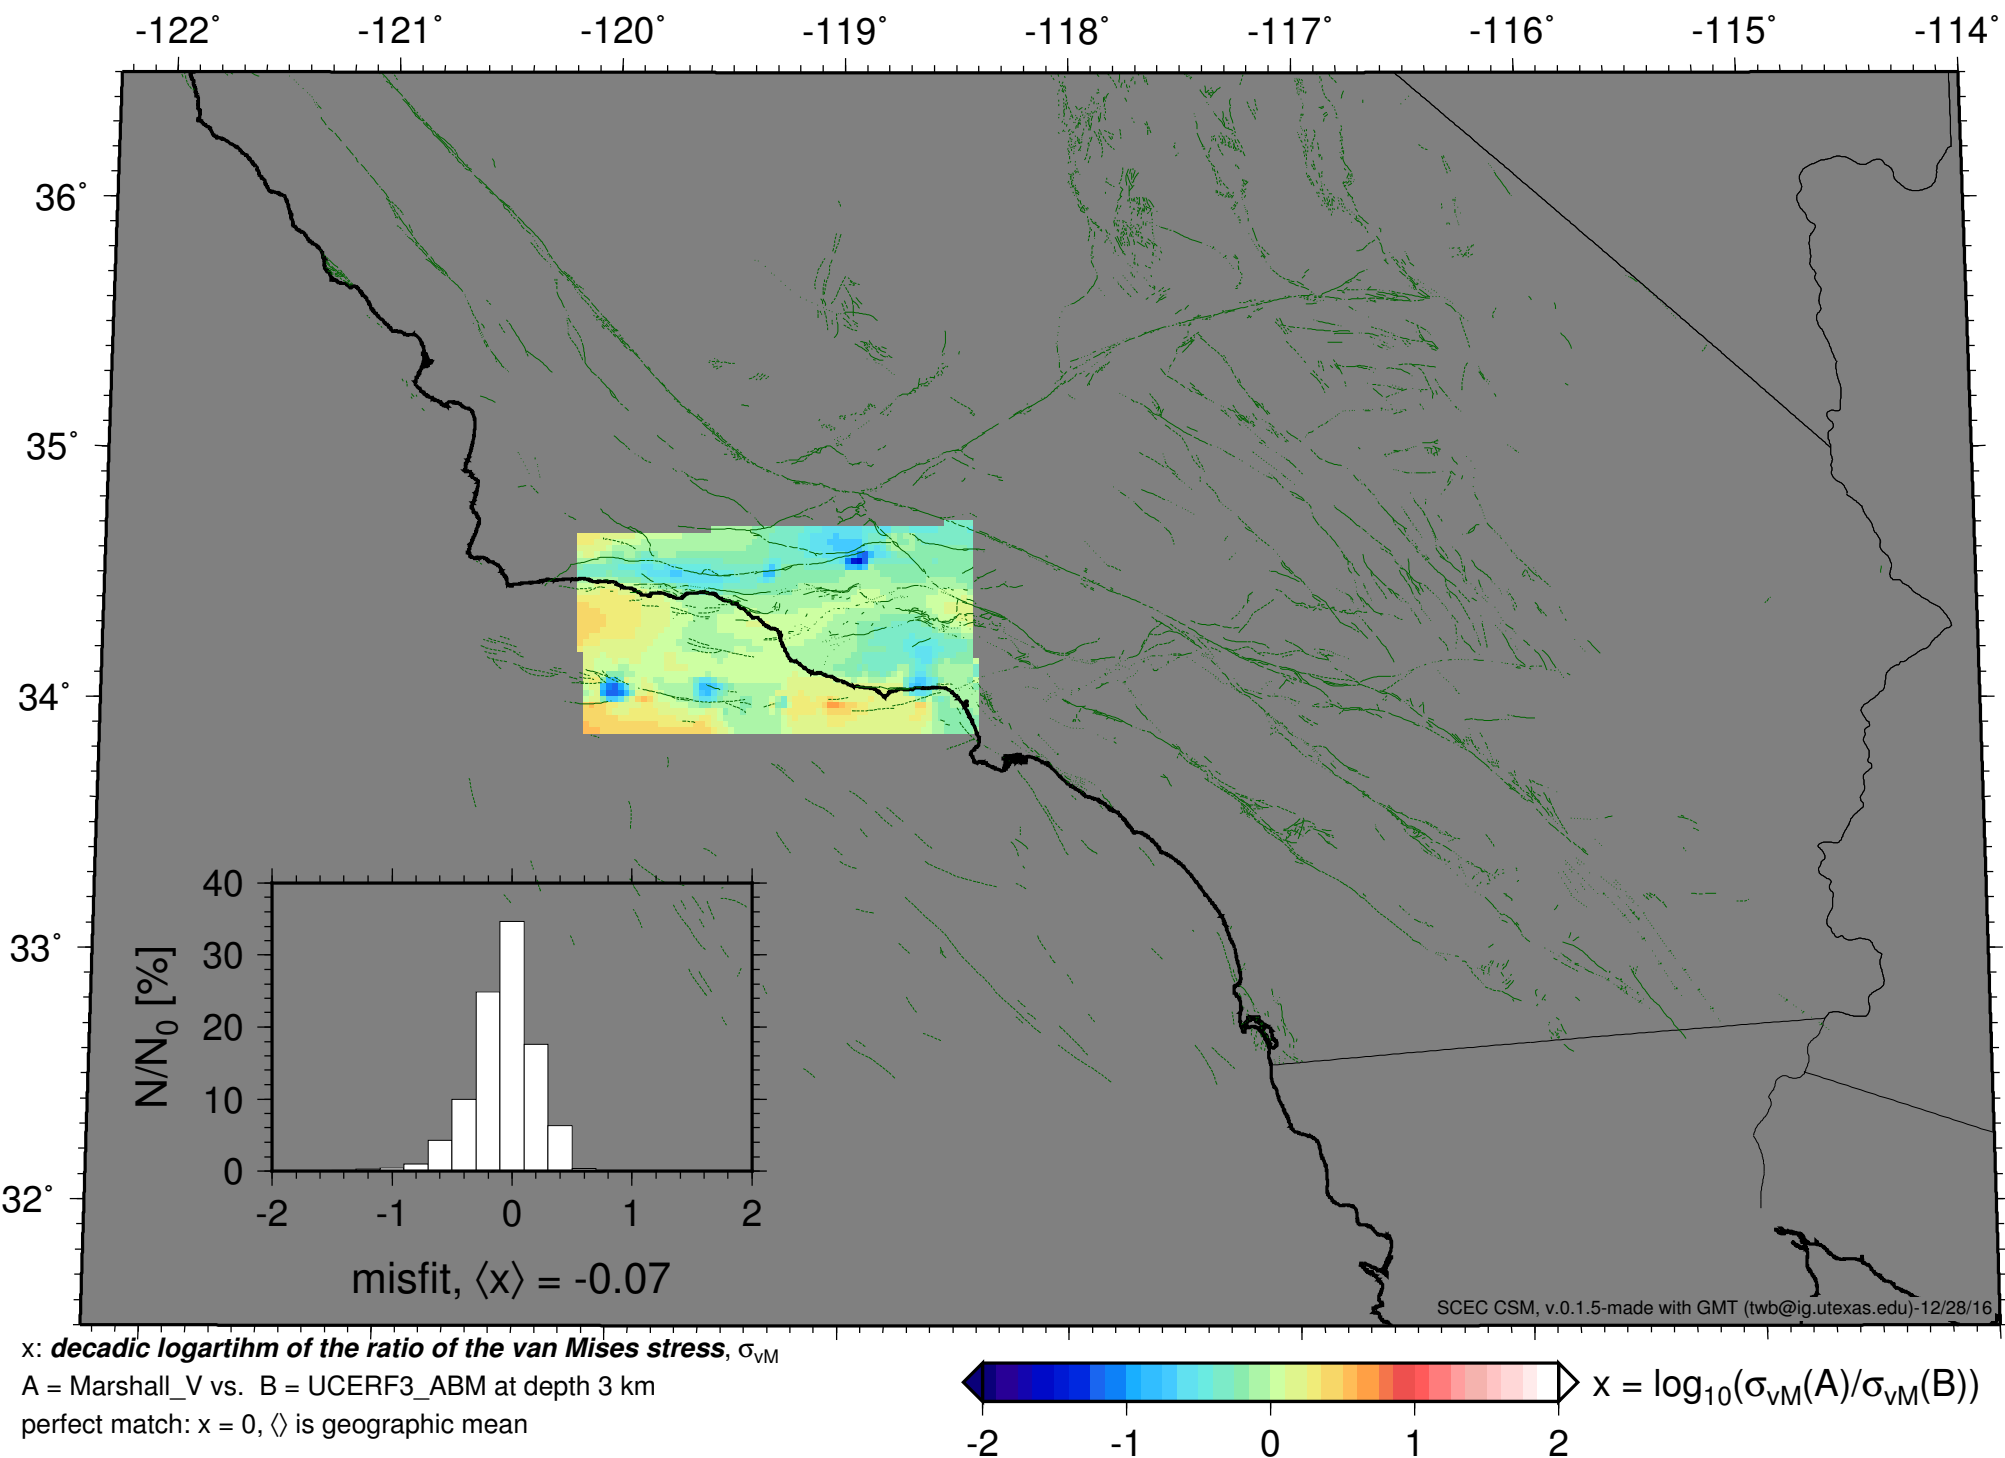 -122˚ -121˚ -120˚ -119˚ -118˚ -117˚ -116˚ -115˚ -114˚
36˚
35˚
34˚
33˚
32˚
40
30
20
10
0
N/N0 [%]
-2 -1 0 1 2
misfit, ⟨x⟩ = -0.07
SCEC CSM, v.0.1.5-made with GMT (twb@ig.utexas.edu)-12/28/16
x: decadic logartihm of the ratio of the van Mises stress, σvM
A = Marshall_V vs. B = UCERF3_ABM at depth 3 km
perfect match: x = 0, ⟨⟩ is geographic mean
x = log10(σvM(A)/σvM(B))
-2 -1 0 1 2